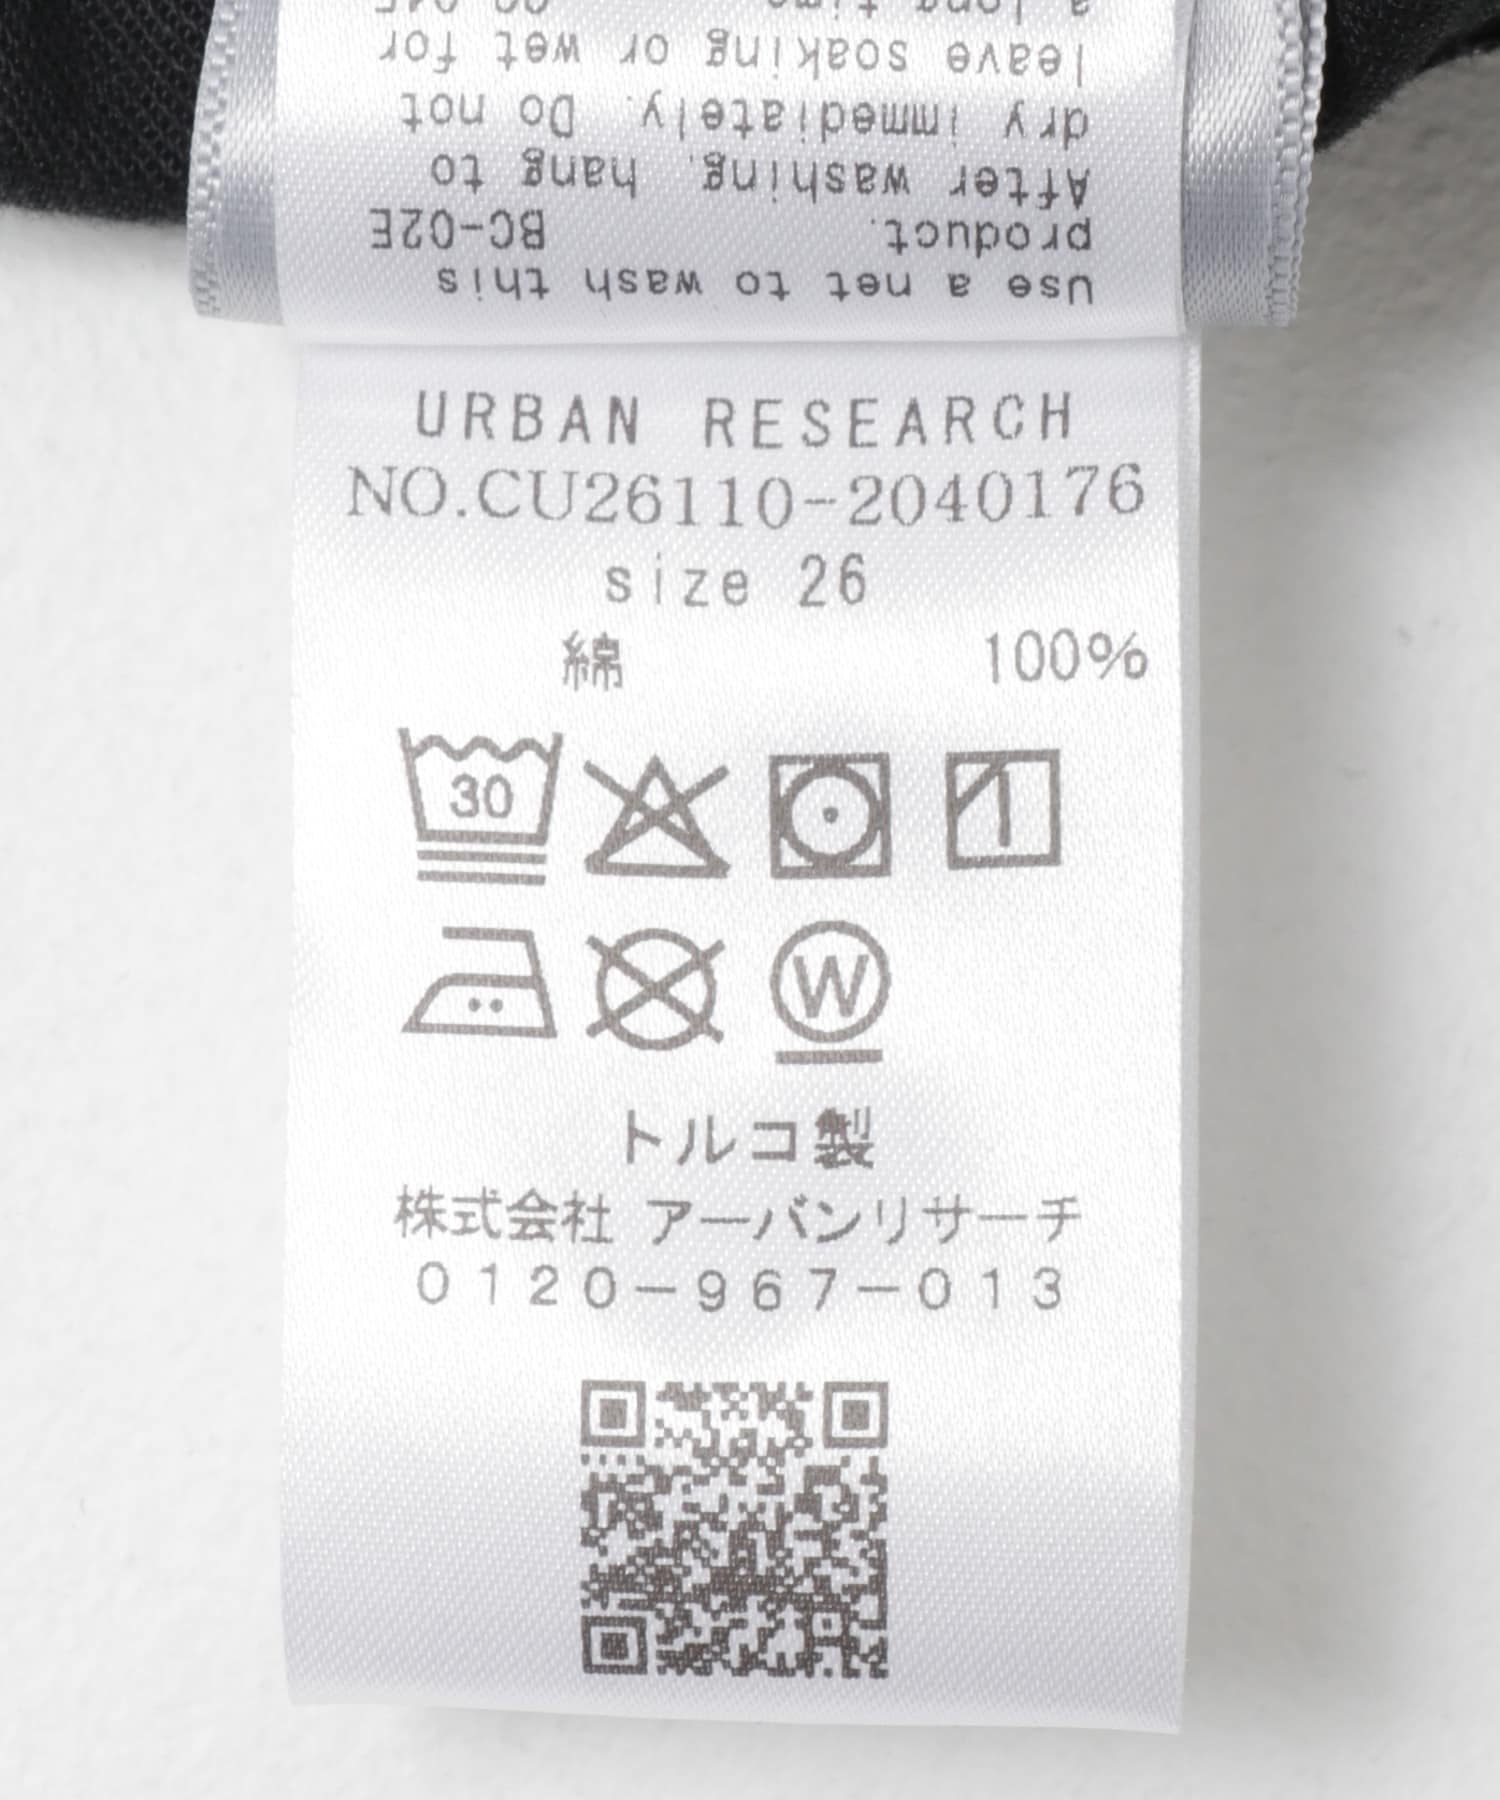 Use a net to wash this
product. BC-02E
After washing, hang to
dry immediately. Do not
leave soaking or wet for
a long time.
URBAN RESEARCH
NO.CU26110-2040176
size 26
綿 100%
30
W
トルコ製
株式会社 アーバンリサーチ
0120-967-013